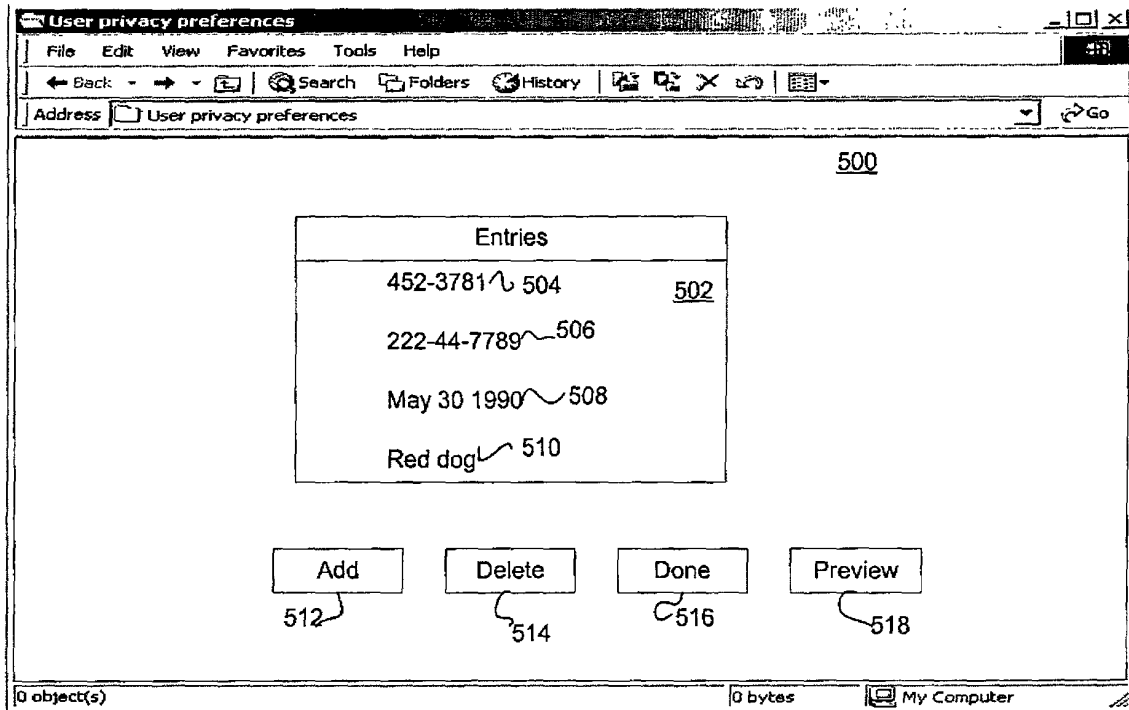 User privacy preferences
File Edit View Favorites Tools Help
Back Search Folders History
Address User privacy preferences Go
500
Entries
452-3781 504
502
222-44-7789 506
May 30 1990 508
Red dog 510
Add Delete Done Preview
512 514 516 518
0 object(s) 0 bytes My Computer